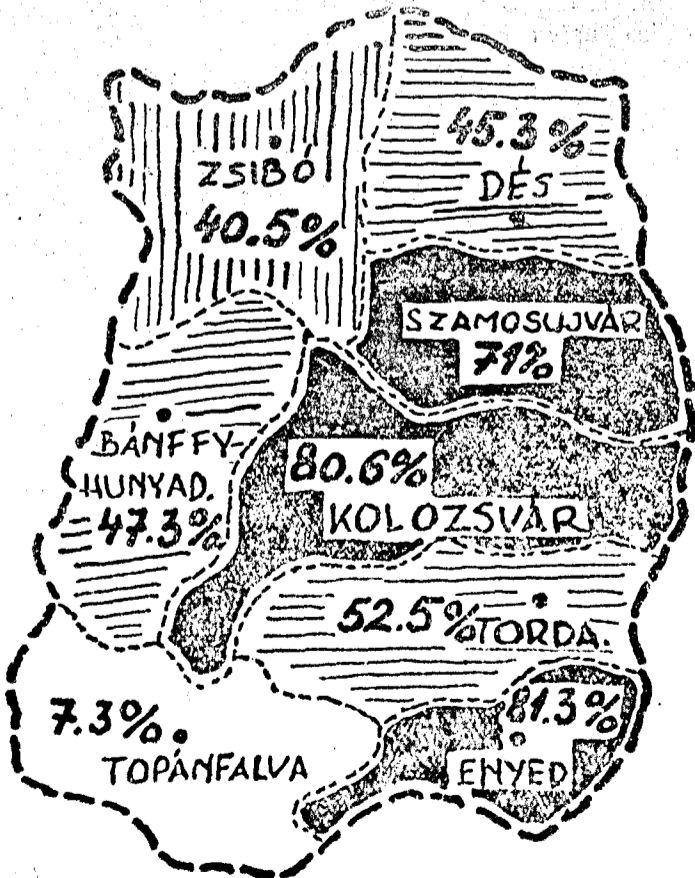 45.3%
DÉS
ZSIBÓ
40.5%
SZAMOSUJVÁR
71%
BÁNFFY-
HUNYAD.
47.3%
80.6%
KOLOZSVÁR
52.5% TORDA.
7.3%
TOPÁNFALVA
81.3%
ENYED